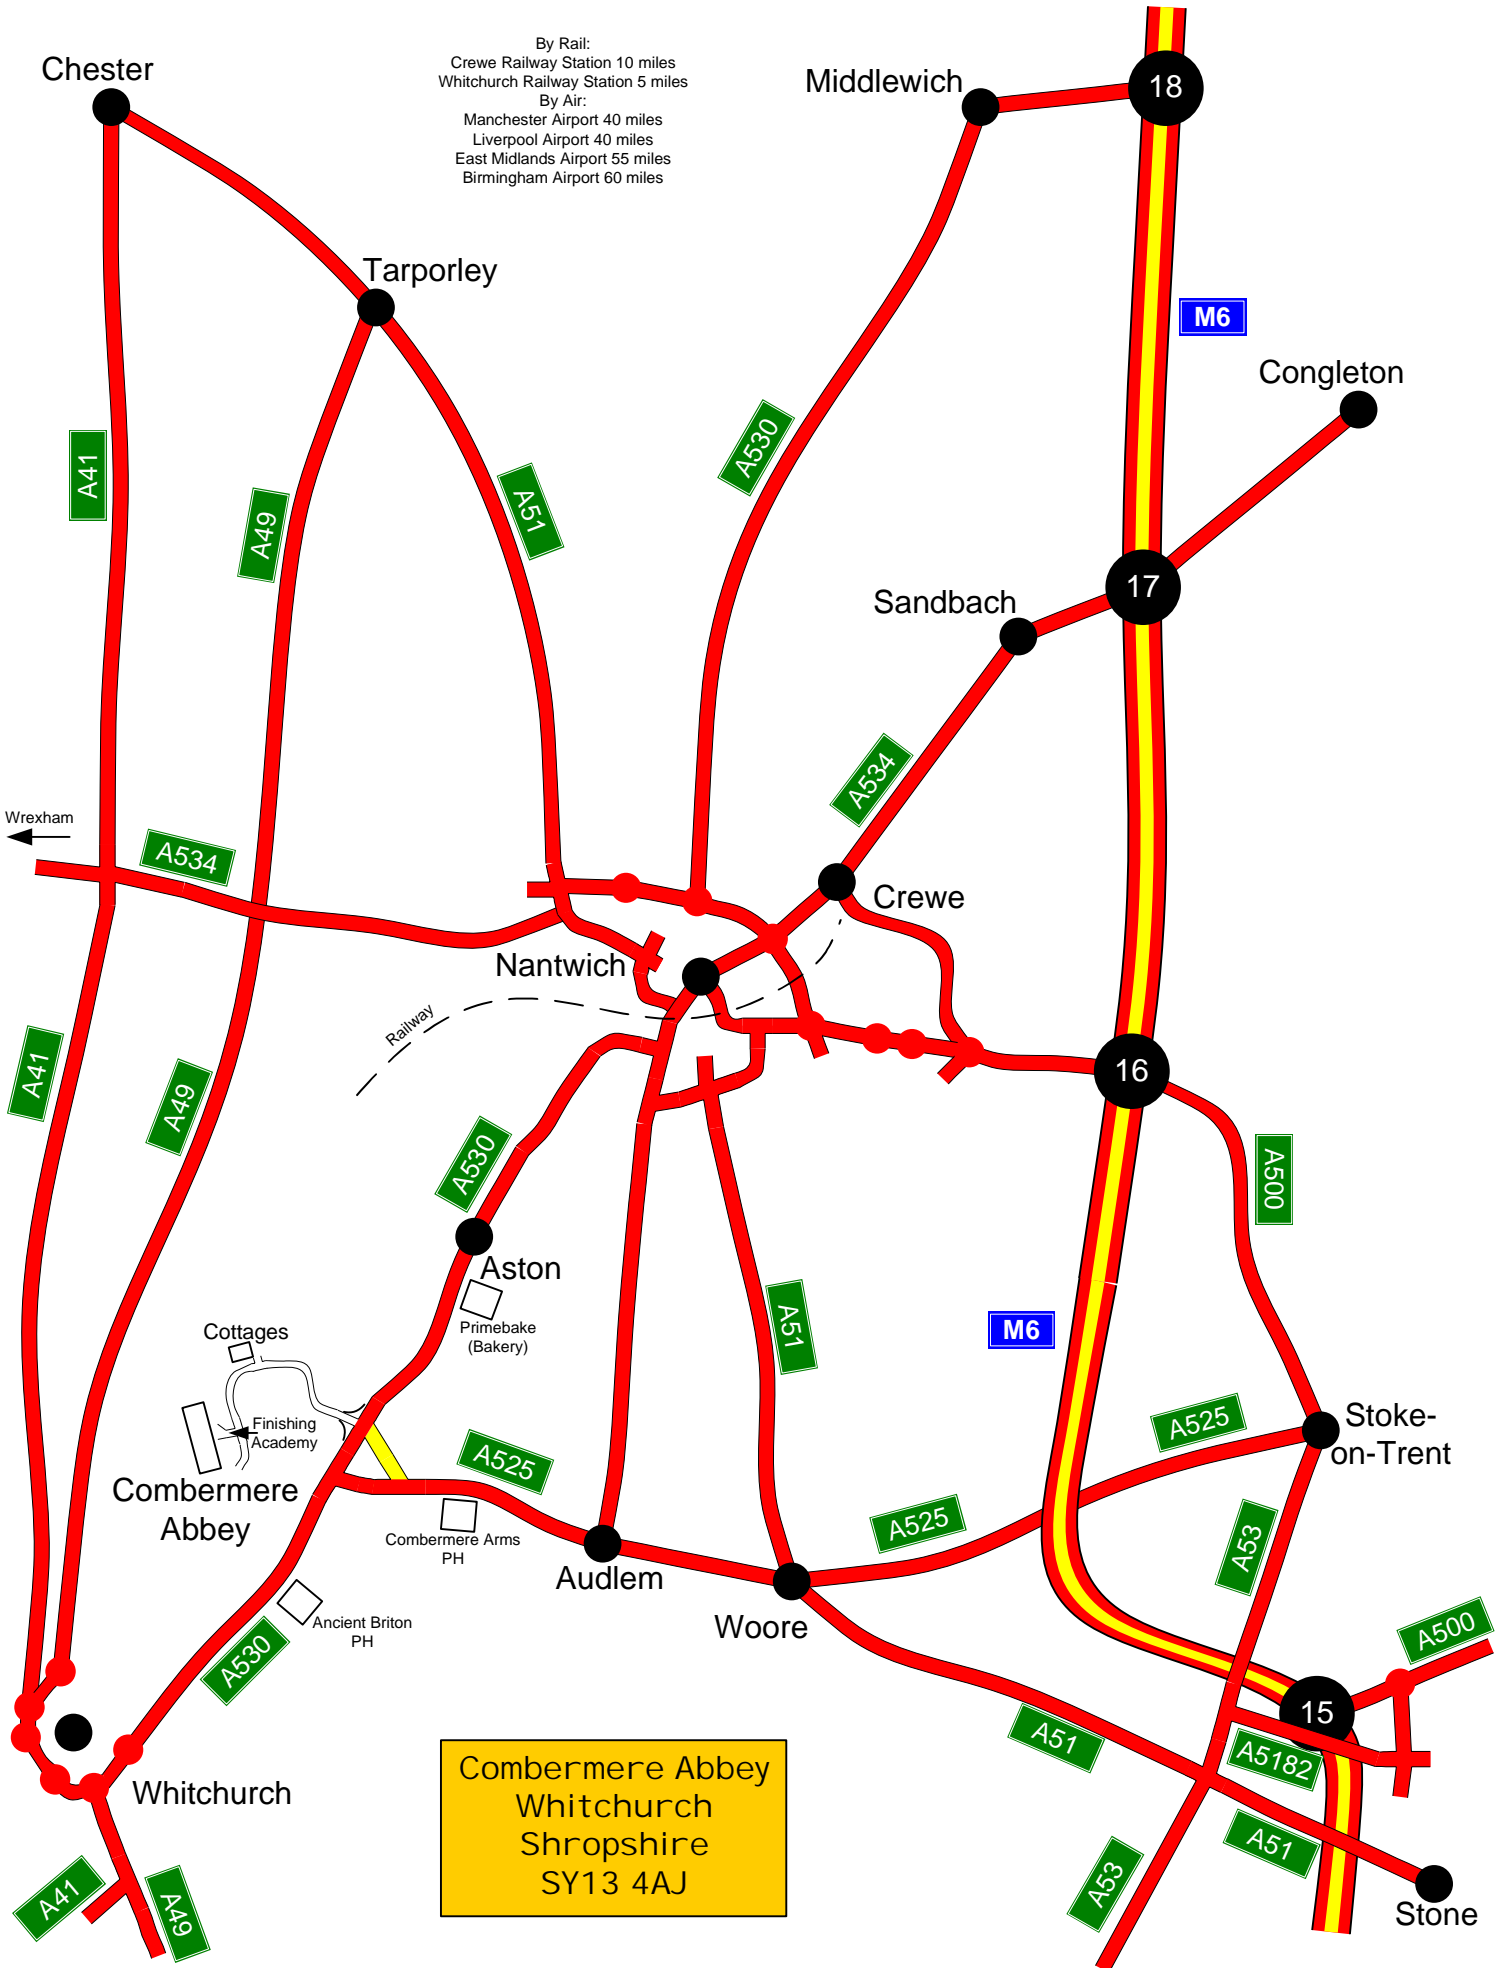 By Rail:
Crewe Railway Station 10 miles
Whitchurch Railway Station 5 miles
By Air:
Manchester Airport 40 miles
Liverpool Airport 40 miles
East Midlands Airport 55 miles
Birmingham Airport 60 miles
Chester
Middlewich
18
Tarporley
M6
Congleton
A41
A49
A51
A530
17
Sandbach
A534
Wrexham
A534
Crewe
Nantwich
Railway
A41
A49
16
A530
A500
Aston
Primebake
(Bakery)
A51
M6
Cottages
Finishing
Academy
Combermere
Abbey
A525
A525
Stoke-
on-Trent
Combermere Arms
PH
A525
A53
Audlem
Woore
Ancient Briton
PH
A530
A500
15
A51
A5182
Whitchurch
Combermere Abbey
Whitchurch
Shropshire
SY13 4AJ
A51
A41
A49
A53
Stone